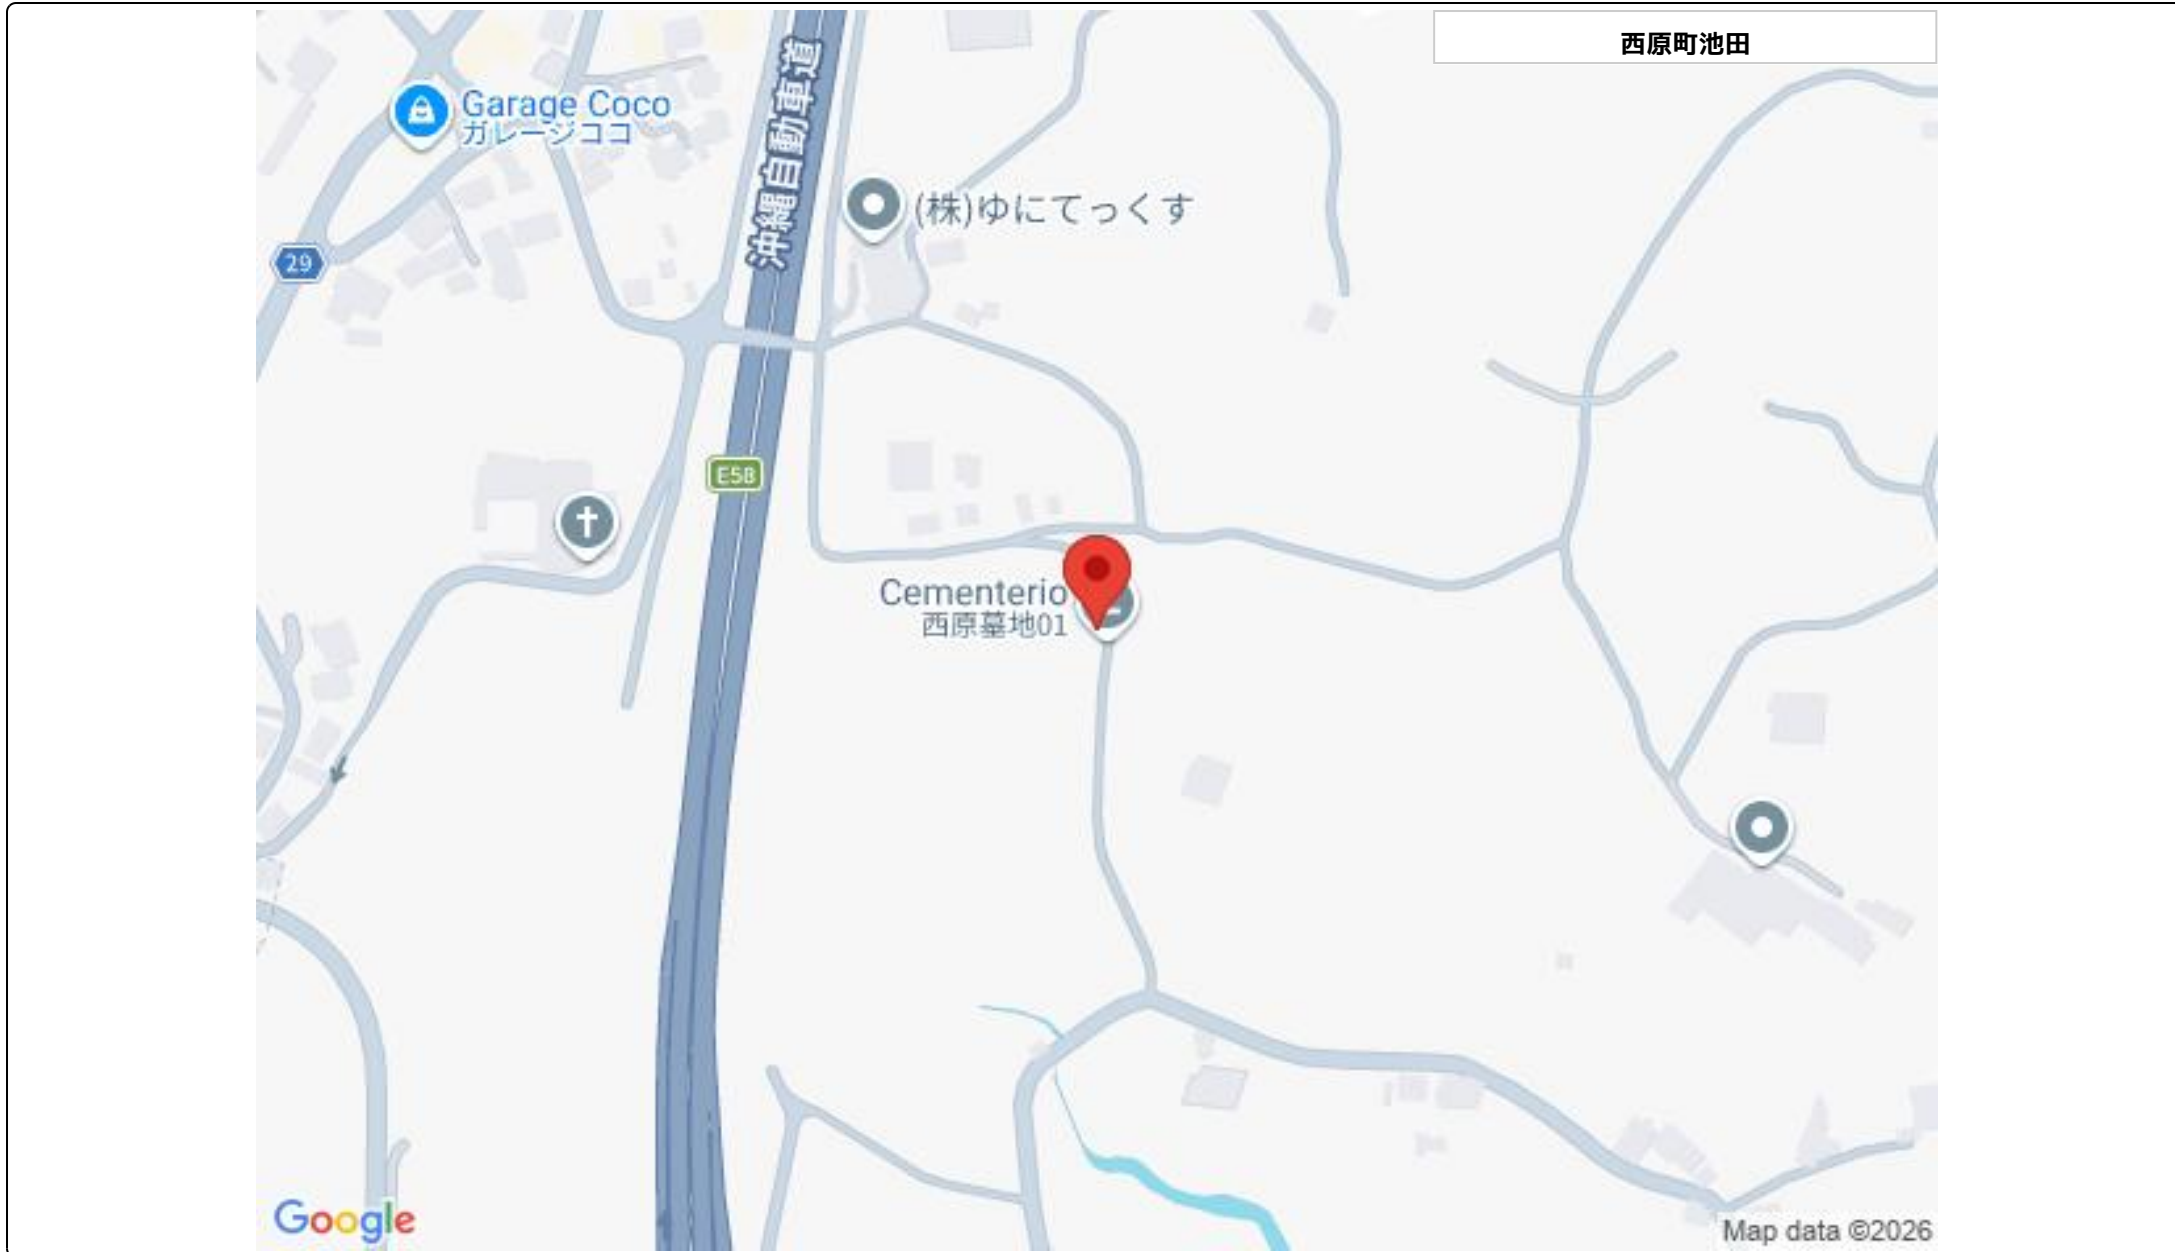 西原町池田
Garage Coco
ガレージココ
沖縄自動車道
(株)ゆにてっくす
29
E58
Cementerio
西原墓地01
Google
Map data ©2026